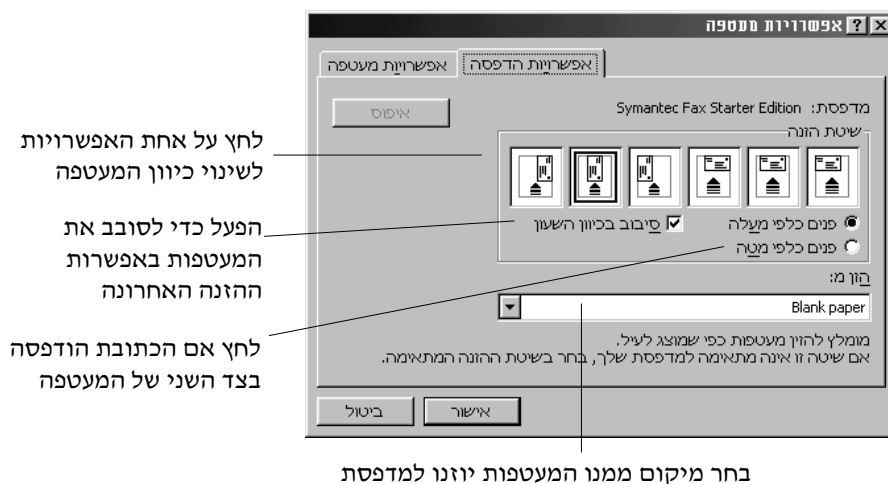 אפשרוייות מעטפה
אפשרויות הדפסה
אפשרויות מעטפה
מדפסת: Symantec Fax Starter Edition
איפוס
שיטת הזנה
פנים כלפי מעלה
סיבוב בכיוון השעון
פנים כלפי מטה
הזן מ:
Blank paper
מומלץ להזין מעטפות כפי שמוצג לעיל.
אם שיטה זו אינה מתאימה למדפסת שלך, בחר בשיטת ההזנה המתאימה.
אישור
ביטול
לחץ על אחת האפשרויות
לשינוי כיוון המעטפה
הפעל כדי לסובב את
המעטפות באפשרות
ההזנה האחרונה
לחץ אם הכתובת הודפסה
בצד השני של המעטפה
בחר מיקום ממנו המעטפות יוזנו למדפסת